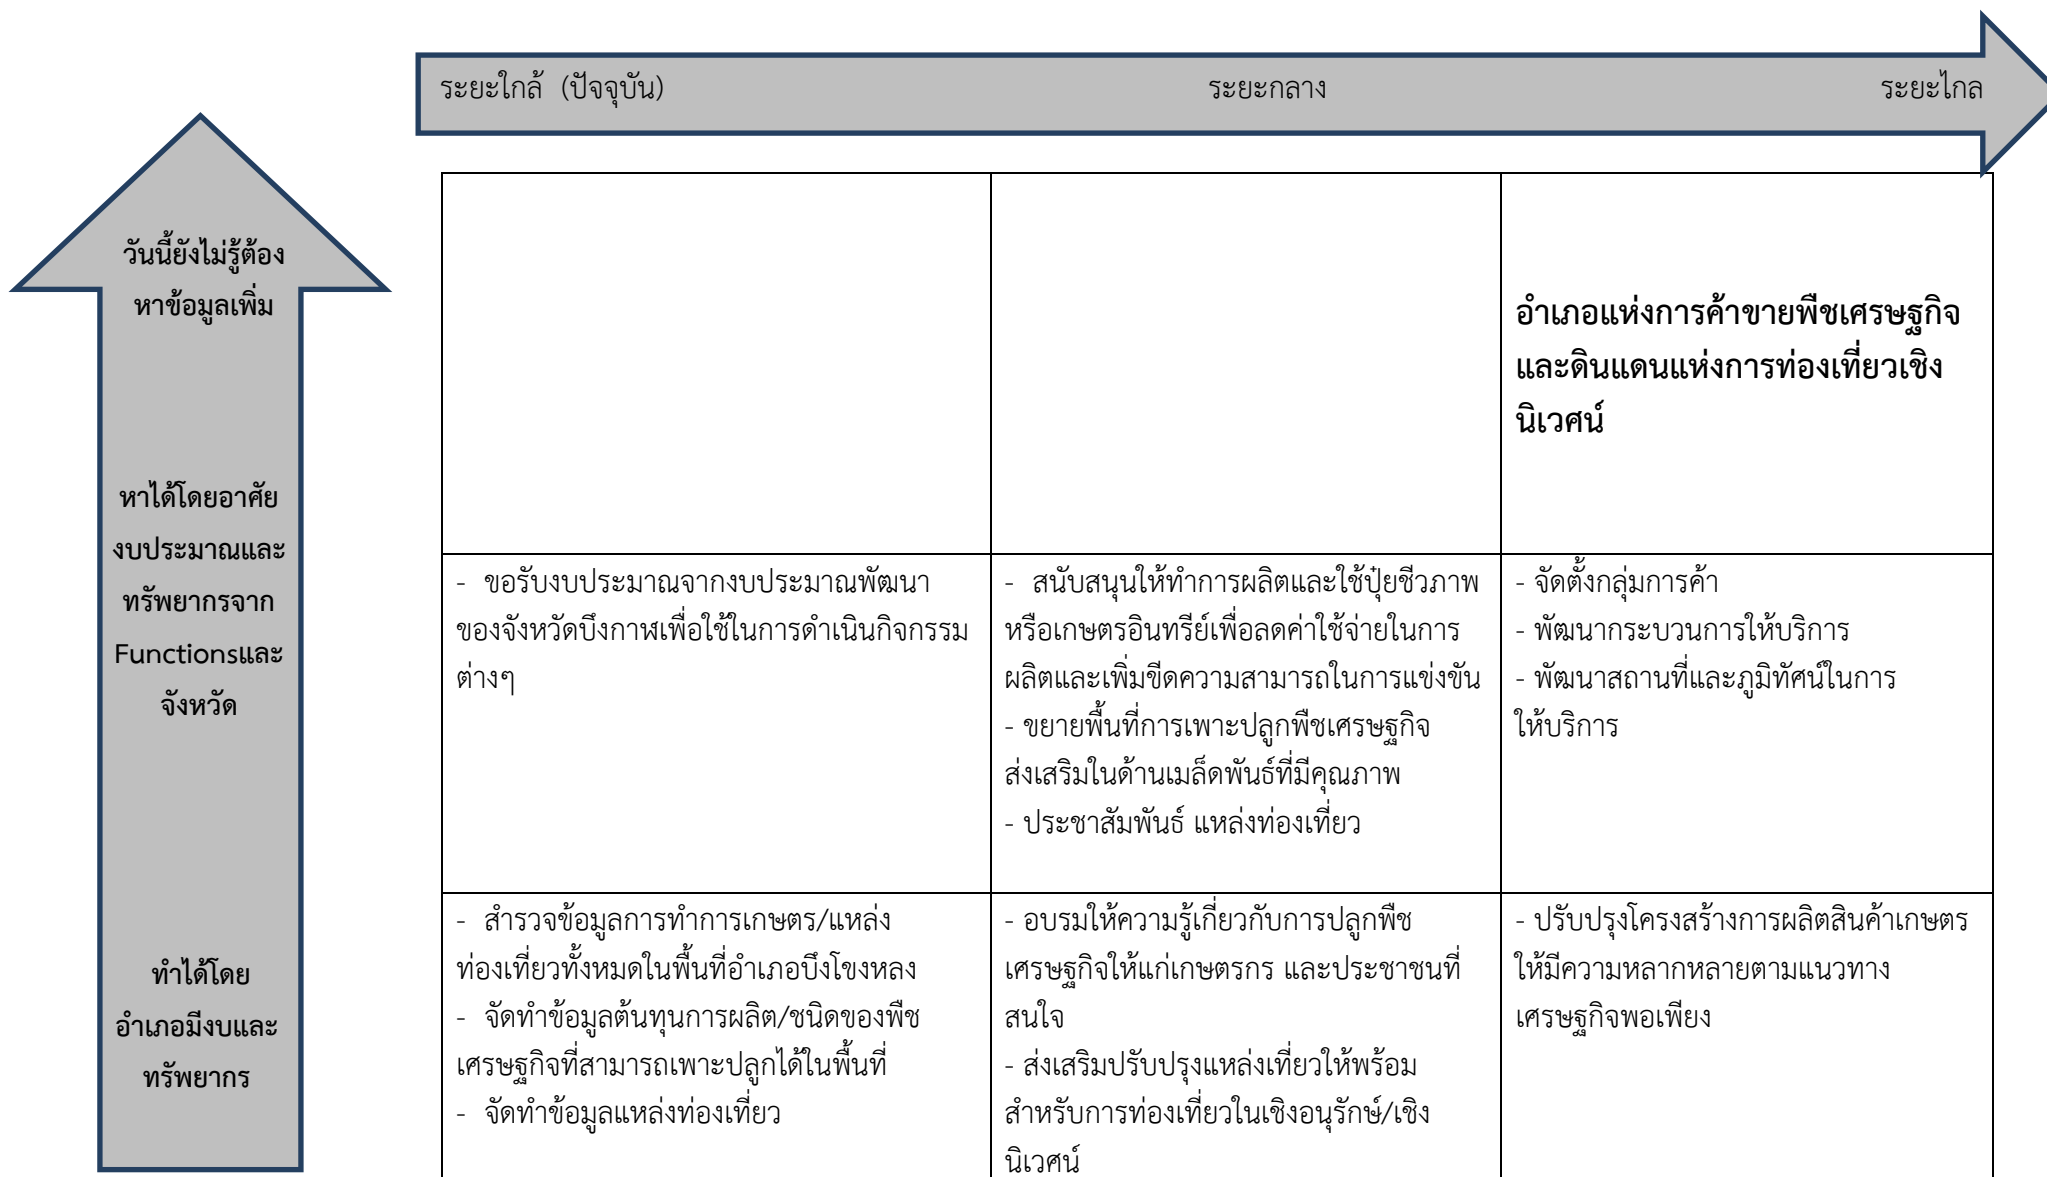 ระยะใกล้ (ปัจจุบัน) ระยะกลาง ระยะไกล
วันนี้ยังไม่รู้ต้อง
หาข้อมูลเพิ่ม
หาได้โดยอาศัย
งบประมาณและ
ทรัพยากรจาก
Functionsและ
จังหวัด
ทำได้โดย
อำเภอมีงบและ
ทรัพยากร
อำเภอแห่งการค้าขายพืชเศรษฐกิจ
และดินแดนแห่งการท่องเที่ยวเชิง
นิเวศน์
- ขอรับงบประมาณจากงบประมาณพัฒนา
ของจังหวัดบึงกาฬเพื่อใช้ในการดำเนินกิจกรรม
ต่างๆ
- สนับสนุนให้ทำการผลิตและใช้ปุ๋ยชีวภาพ
หรือเกษตรอินทรีย์เพื่อลดค่าใช้จ่ายในการ
ผลิตและเพิ่มขีดความสามารถในการแข่งขัน
- ขยายพื้นที่การเพาะปลูกพืชเศรษฐกิจ
ส่งเสริมในด้านเมล็ดพันธ์ที่มีคุณภาพ
- ประชาสัมพันธ์ แหล่งท่องเที่ยว
- จัดตั้งกลุ่มการค้า
- พัฒนากระบวนการให้บริการ
- พัฒนาสถานที่และภูมิทัศน์ในการ
ให้บริการ
- สำรวจข้อมูลการทำการเกษตร/แหล่ง
ท่องเที่ยวทั้งหมดในพื้นที่อำเภอบึงโขงหลง
- จัดทำข้อมูลต้นทุนการผลิต/ชนิดของพืช
เศรษฐกิจที่สามารถเพาะปลูกได้ในพื้นที่
- จัดทำข้อมูลแหล่งท่องเที่ยว
- อบรมให้ความรู้เกี่ยวกับการปลูกพืช
เศรษฐกิจให้แก่เกษตรกร และประชาชนที่
สนใจ
- ส่งเสริมปรับปรุงแหล่งเที่ยวให้พร้อม
สำหรับการท่องเที่ยวในเชิงอนุรักษ์/เชิง
นิเวศน์
- ปรับปรุงโครงสร้างการผลิตสินค้าเกษตร
ให้มีความหลากหลายตามแนวทาง
เศรษฐกิจพอเพียง